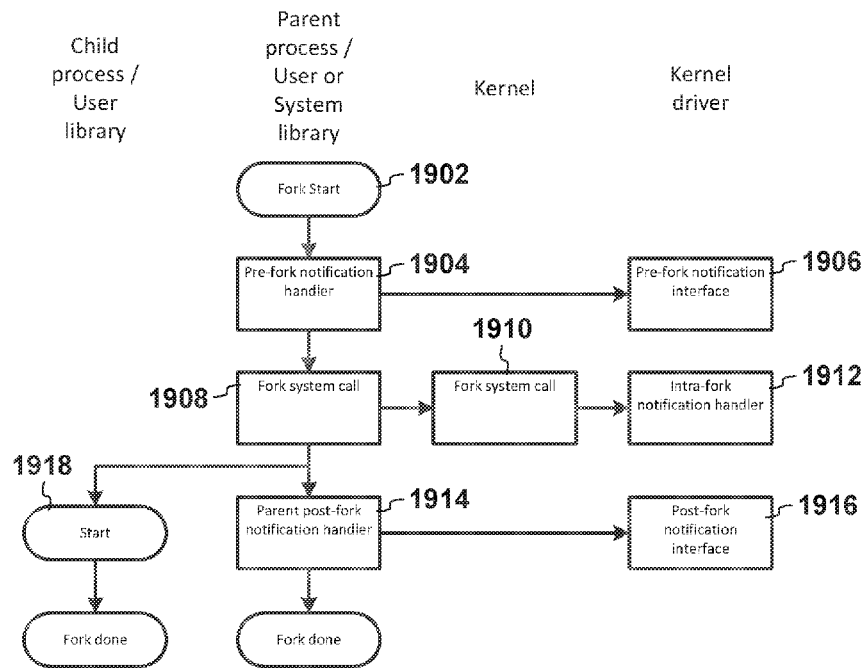 Child
process /
User
library
Parent
process /
User or
System
library
Kernel
Kernel
driver
Fork Start
1902
Pre-fork notification
handler
1904
Pre-fork notification
interface
1906
1908
Fork system call
1910
Fork system call
Intra-fork
notification handler
1912
1918
Start
Parent post-fork
notification handler
1914
Post-fork
notification
interface
1916
Fork done
Fork done